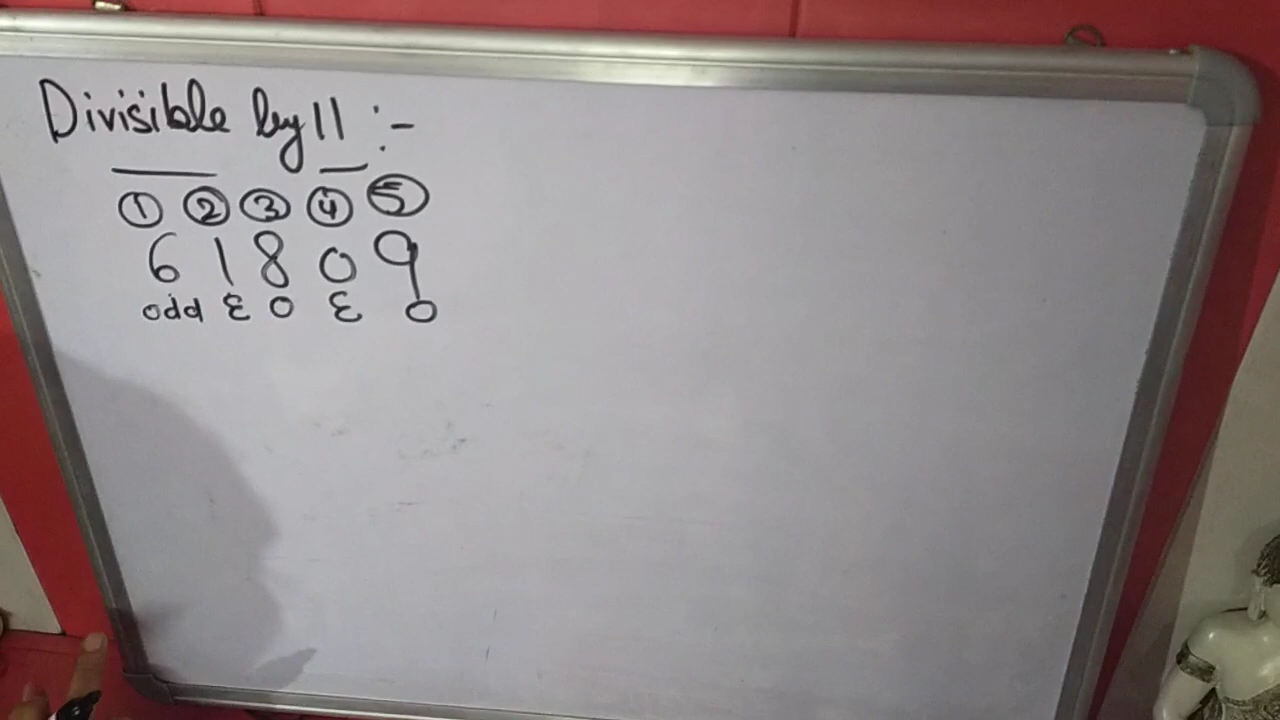 Divisible by 11 :-
① ② ③ ④ ⑤
6 1 8 0 9
odd ε o ε o